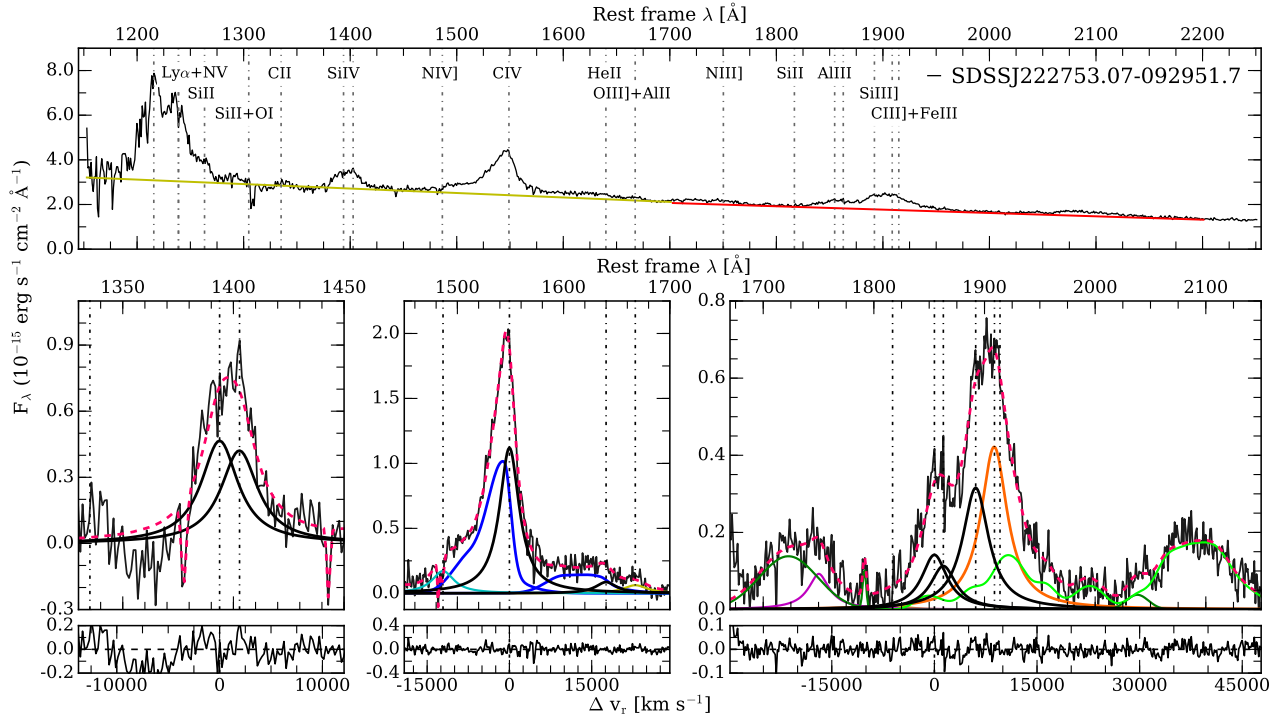 Rest frame λ [Å]
1200 1300 1400 1500 1600 1700 1800 1900 2000 2100 2200
8.0
6.0
4.0
2.0
0.0
Lyα+NV CII SiIV NIV] CIV HeII NIII] SiII AlIII — SDSSJ222753.07-092951.7
SiII OIII]+AlII SiIII]
SiII+OI CIII]+FeIII
F_λ (10⁻¹⁵ erg s⁻¹ cm⁻² Å⁻¹)
Rest frame λ [Å]
1350 1400 1450
0.9
0.6
0.3
0.0
-0.3
0.2
0.0
-0.2
-10000 0 10000
1500 1600 1700
2.0
1.5
1.0
0.5
0.0
0.4
0.0
-0.4
-15000 0 15000
1700 1800 1900 2000 2100
0.8
0.6
0.4
0.2
0.0
0.1
0.0
-0.1
-15000 0 15000 30000 45000
Δ v_r [km s⁻¹]